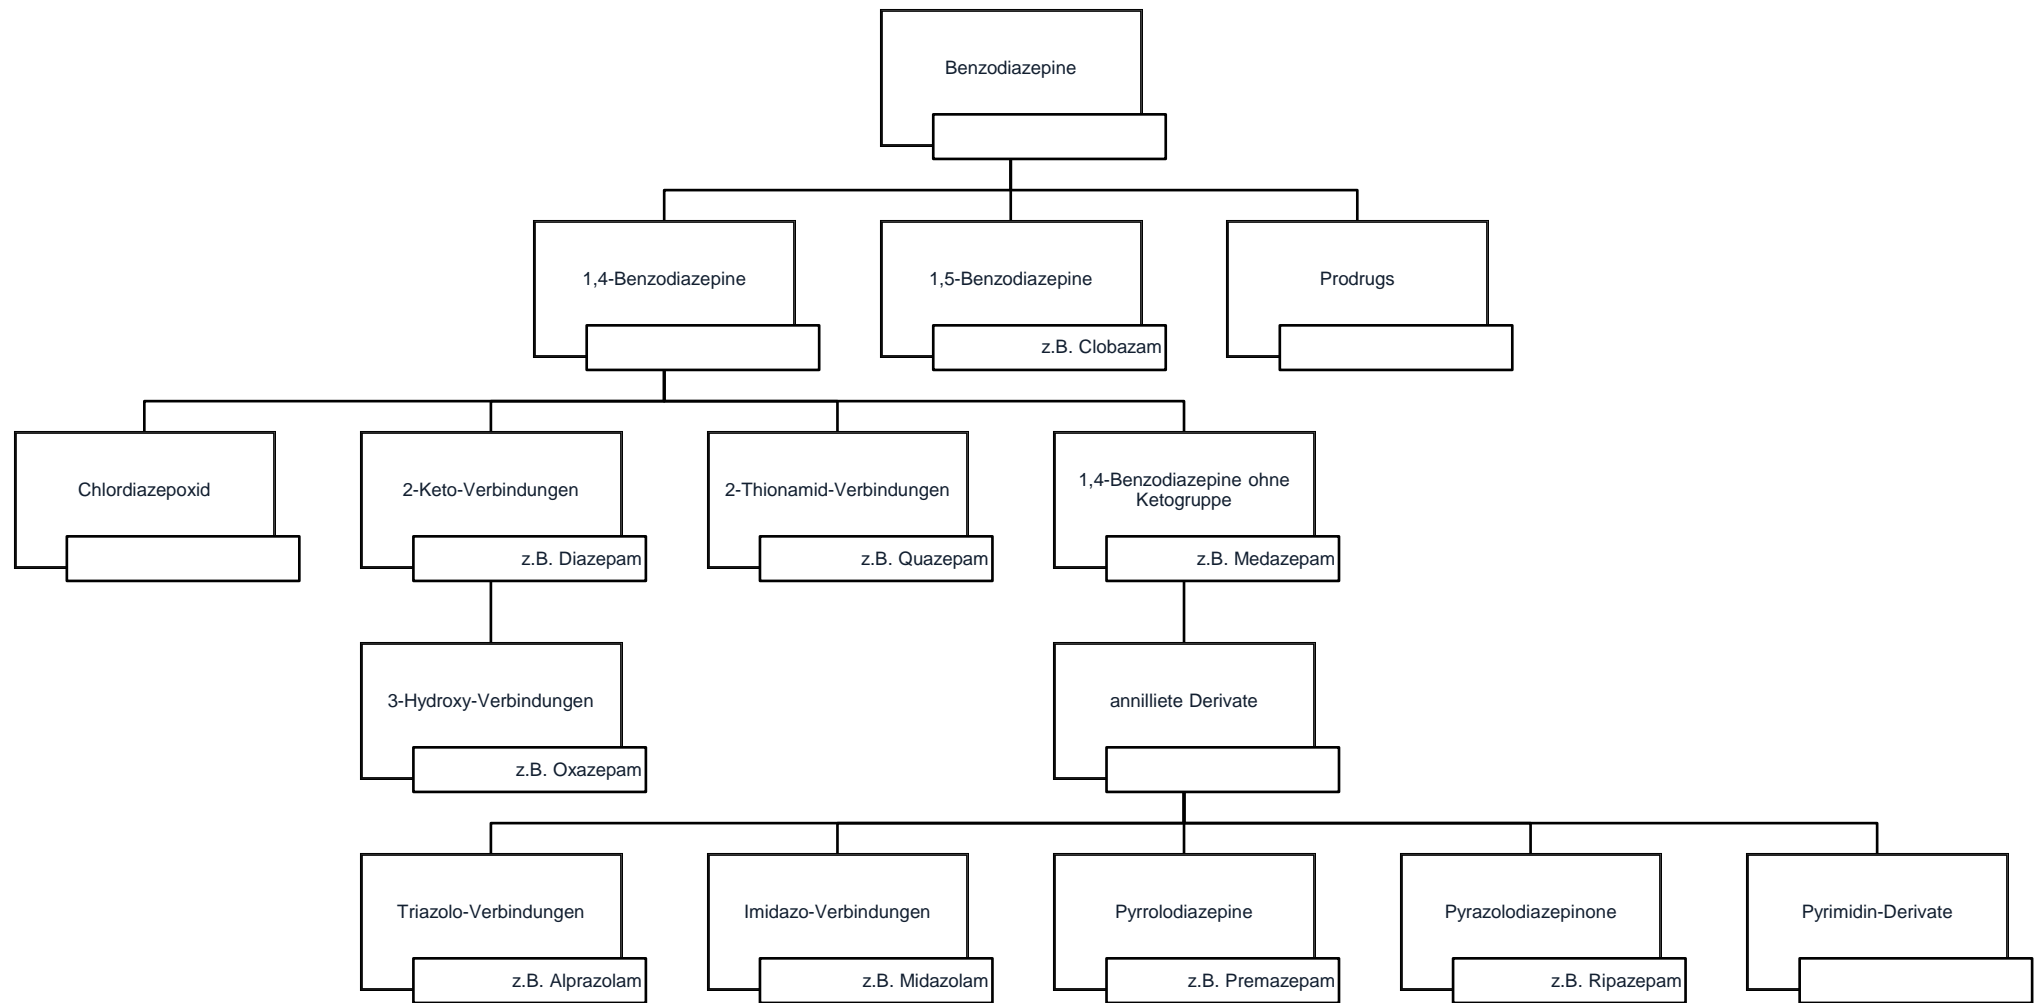 Benzodiazepine
1,4-Benzodiazepine
1,5-Benzodiazepine
z.B. Clobazam
Prodrugs
Chlordiazepoxid
2-Keto-Verbindungen
z.B. Diazepam
2-Thionamid-Verbindungen
z.B. Quazepam
1,4-Benzodiazepine ohne
Ketogruppe
z.B. Medazepam
3-Hydroxy-Verbindungen
z.B. Oxazepam
annilliete Derivate
Triazolo-Verbindungen
z.B. Alprazolam
Imidazo-Verbindungen
z.B. Midazolam
Pyrrolodiazepine
z.B. Premazepam
Pyrazolodiazepinone
z.B. Ripazepam
Pyrimidin-Derivate